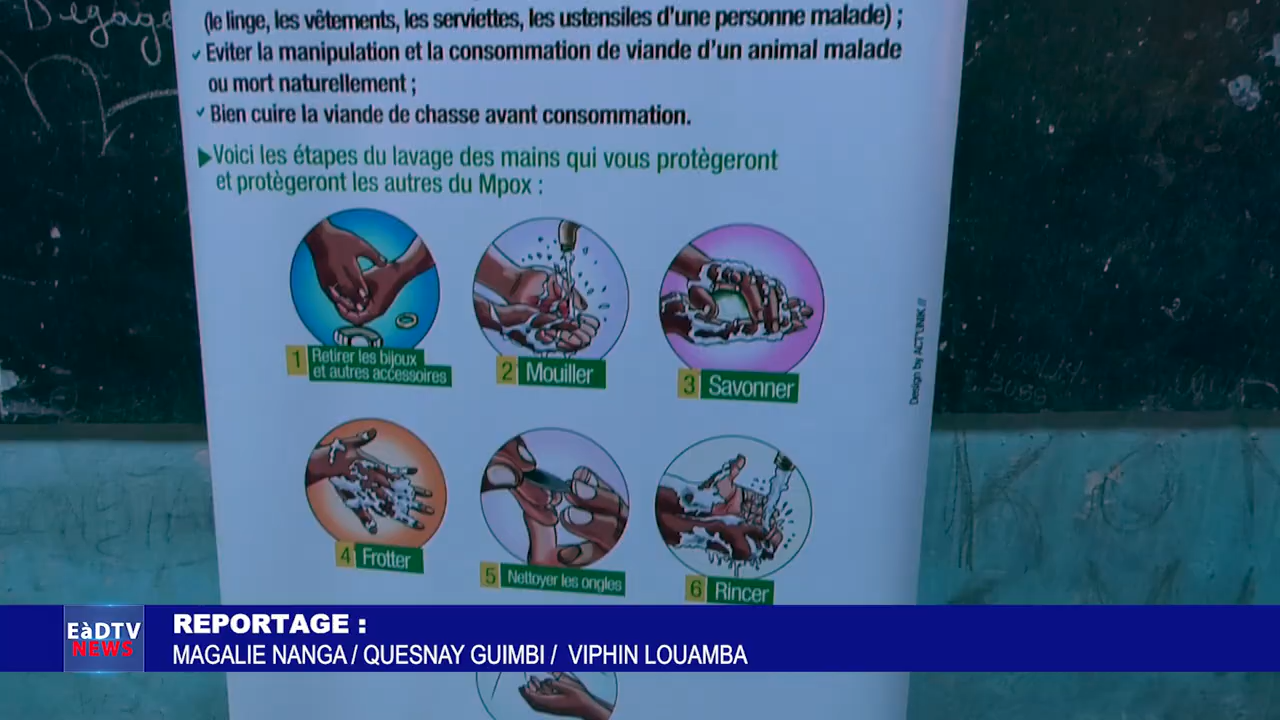 Degage
(le linge, les vêtements, les serviettes, les ustensiles d'une personne malade) ;
✓ Eviter la manipulation et la consommation de viande d'un animal malade
ou mort naturellement ;
✓ Bien cuire la viande de chasse avant consommation.
▶Voici les étapes du lavage des mains qui vous protègeront
et protègeront les autres du Mpox :
1 Retirer les bijoux
et autres accessoires
2 Mouiller
3 Savonner
4 Frotter
5 Nettoyer les ongles
6 Rincer
Design by ACT'UNIK //
EàDTV
NEWS
REPORTAGE :
MAGALIE NANGA / QUESNAY GUIMBI / VIPHIN LOUAMBA